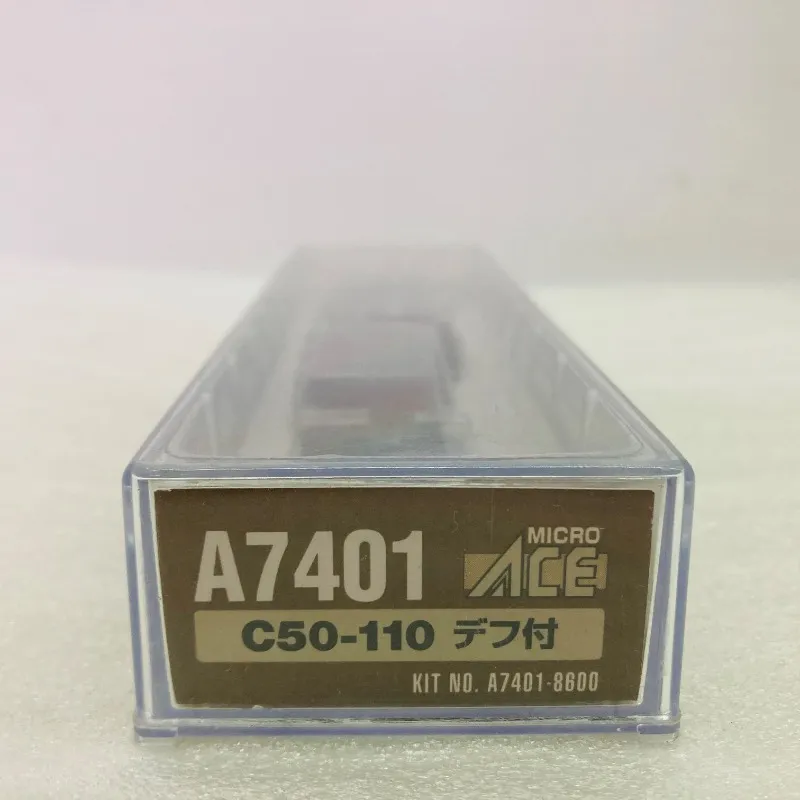 A7401
MICRO
ACE
C50-110 デフ付
KIT NO. A7401-8600